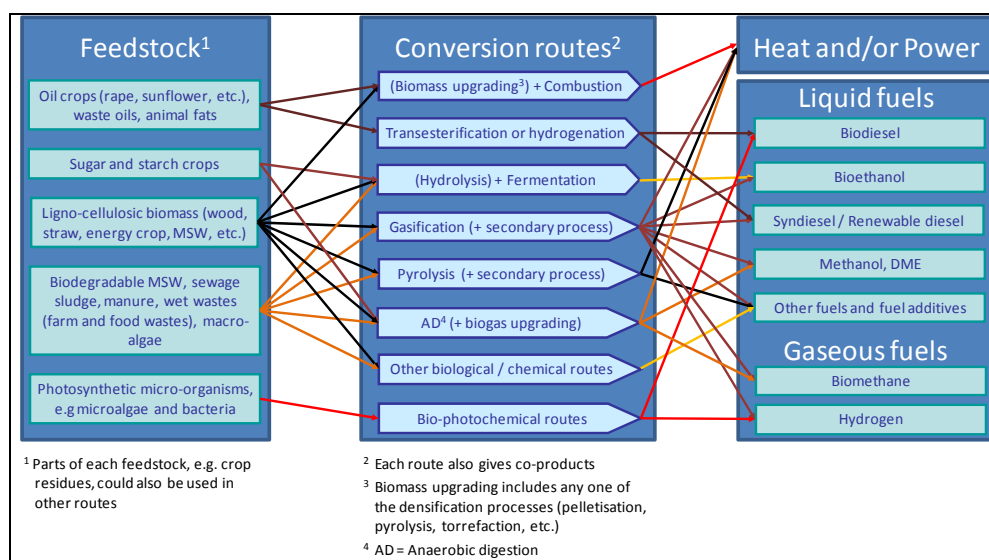 Feedstock¹
Oil crops (rape, sunflower, etc.),
waste oils, animal fats
Sugar and starch crops
Ligno-cellulosic biomass (wood,
straw, energy crop, MSW, etc.)
Biodegradable MSW, sewage
sludge, manure, wet wastes
(farm and food wastes), macro-
algae
Photosynthetic micro-organisms,
e.g microalgae and bacteria
Conversion routes²
(Biomass upgrading³) + Combustion
Transesterification or hydrogenation
(Hydrolysis) + Fermentation
Gasification (+ secondary process)
Pyrolysis (+ secondary process)
AD⁴ (+ biogas upgrading)
Other biological / chemical routes
Bio-photochemical routes
Heat and/or Power
Liquid fuels
Biodiesel
Bioethanol
Syndiesel / Renewable diesel
Methanol, DME
Other fuels and fuel additives
Gaseous fuels
Biomethane
Hydrogen
¹ Parts of each feedstock, e.g. crop
residues, could also be used in
other routes
² Each route also gives co-products
³ Biomass upgrading includes any one of
the densification processes (pelletisation,
pyrolysis, torrefaction, etc.)
⁴ AD = Anaerobic digestion